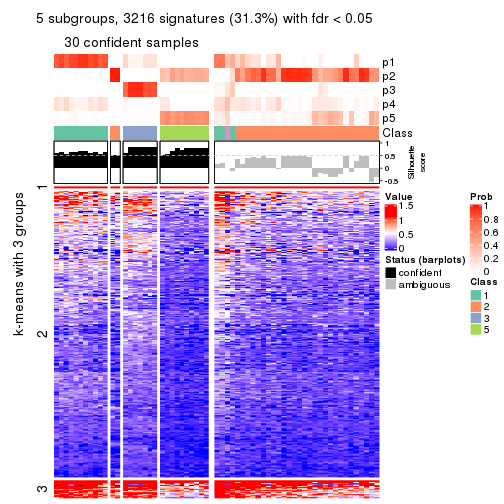 5 subgroups, 3216 signatures (31.3%) with fdr < 0.05
30 confident samples
p1
p2
p3
p4
p5
Class
1
0.5
0
-0.5
Silhouette
score
k-means with 3 groups
1
2
3
Value
1.5
1
0.5
0
Status (barplots)
confident
ambiguous
Prob
1
0.8
0.6
0.4
0.2
0
Class
1
2
3
5